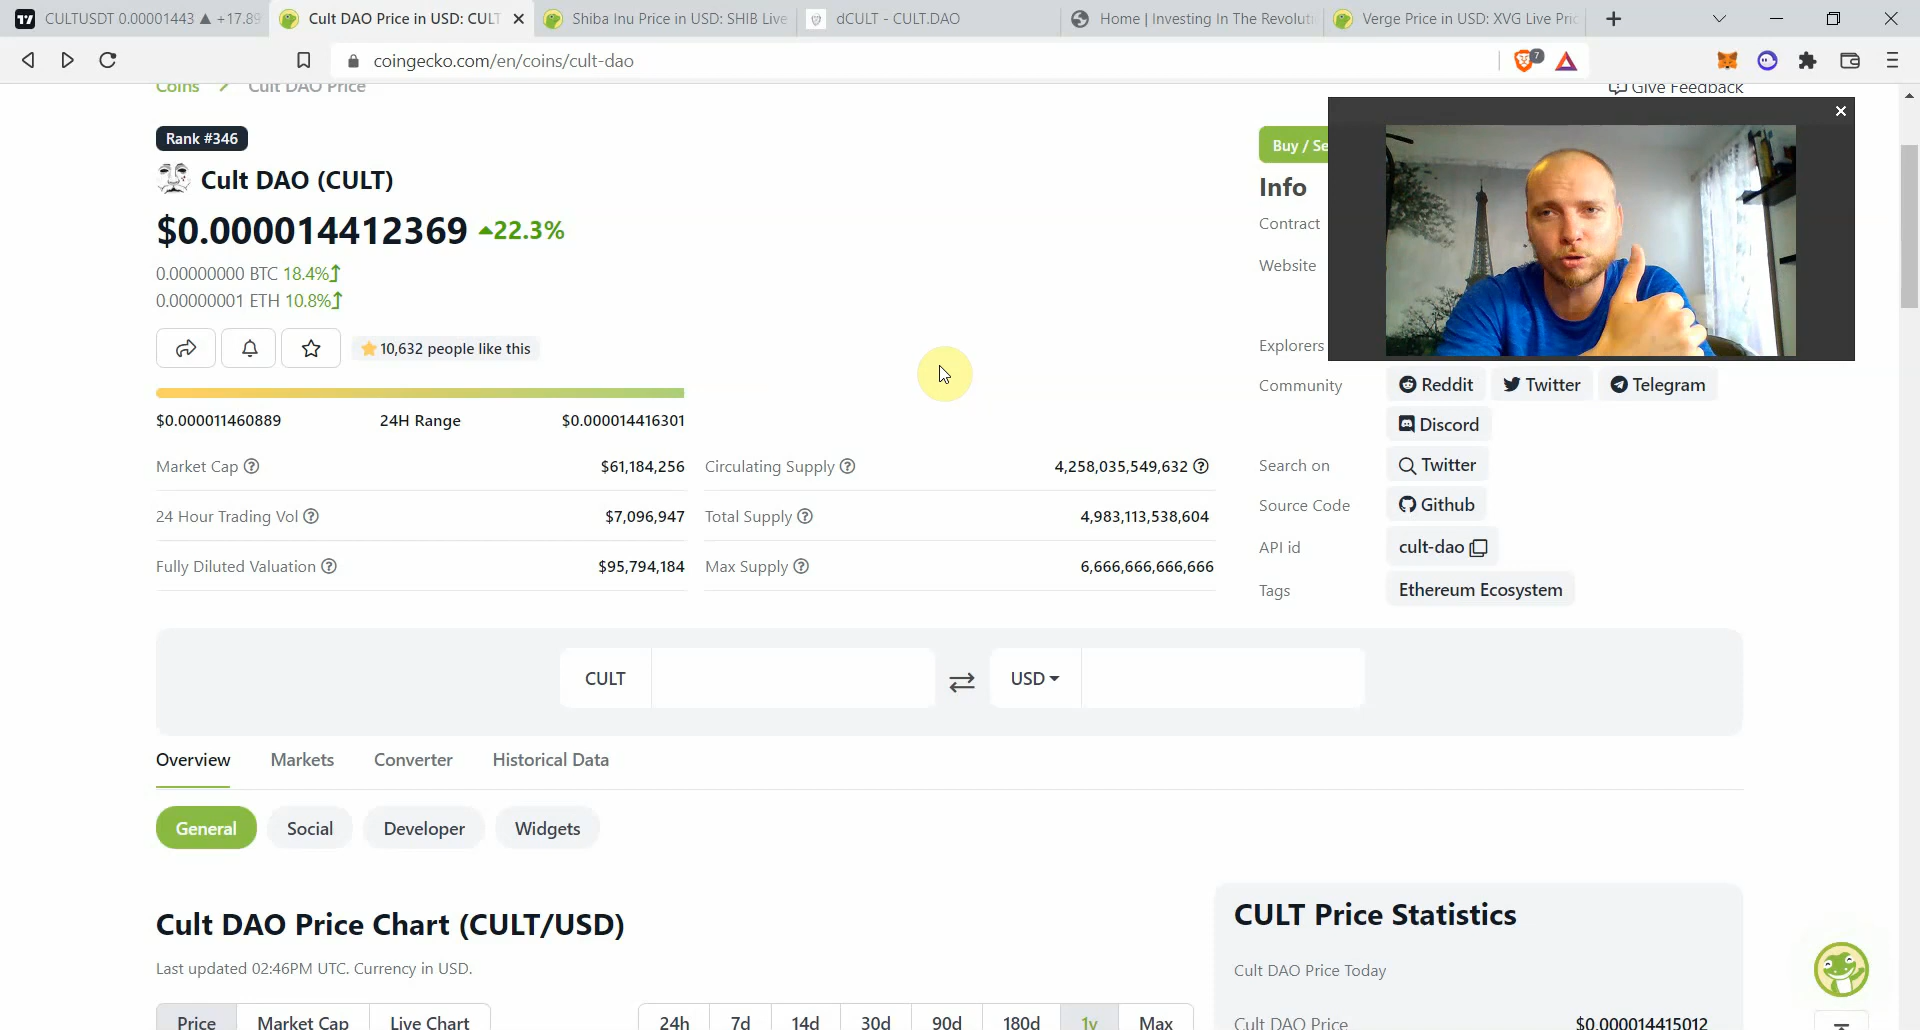 CULTUSDT 0.00001443 ▲ +17.89
Cult DAO Price in USD: CULT
Shiba Inu Price in USD: SHIB Live
dCULT - CULT.DAO
Home | Investing In The Revoluti
Verge Price in USD: XVG Live Pric
coingecko.com/en/coins/cult-dao
7
Coins
Cult DAO Price
Give Feedback
Rank #346
Cult DAO (CULT)
$0.000014412369 22.3%
0.00000000 BTC 18.4%
0.00000001 ETH 10.8%
10,632 people like this
$0.000011460889 24H Range $0.000014416301
Market Cap $61,184,256
Circulating Supply 4,258,035,549,632
24 Hour Trading Vol $7,096,947
Total Supply 4,983,113,538,604
Fully Diluted Valuation $95,794,184
Max Supply 6,666,666,666,666
Buy / Se
Info
Contract
Website
Explorers
Community Reddit Twitter Telegram
Discord
Search on Twitter
Source Code Github
API id cult-dao
Tags Ethereum Ecosystem
CULT USD
Overview Markets Converter Historical Data
General Social Developer Widgets
Cult DAO Price Chart (CULT/USD)
Last updated 02:46PM UTC. Currency in USD.
Price Market Cap Live Chart 24h 7d 14d 30d 90d 180d 1y Max
CULT Price Statistics
Cult DAO Price Today
Cult DAO Price $0.000014415012